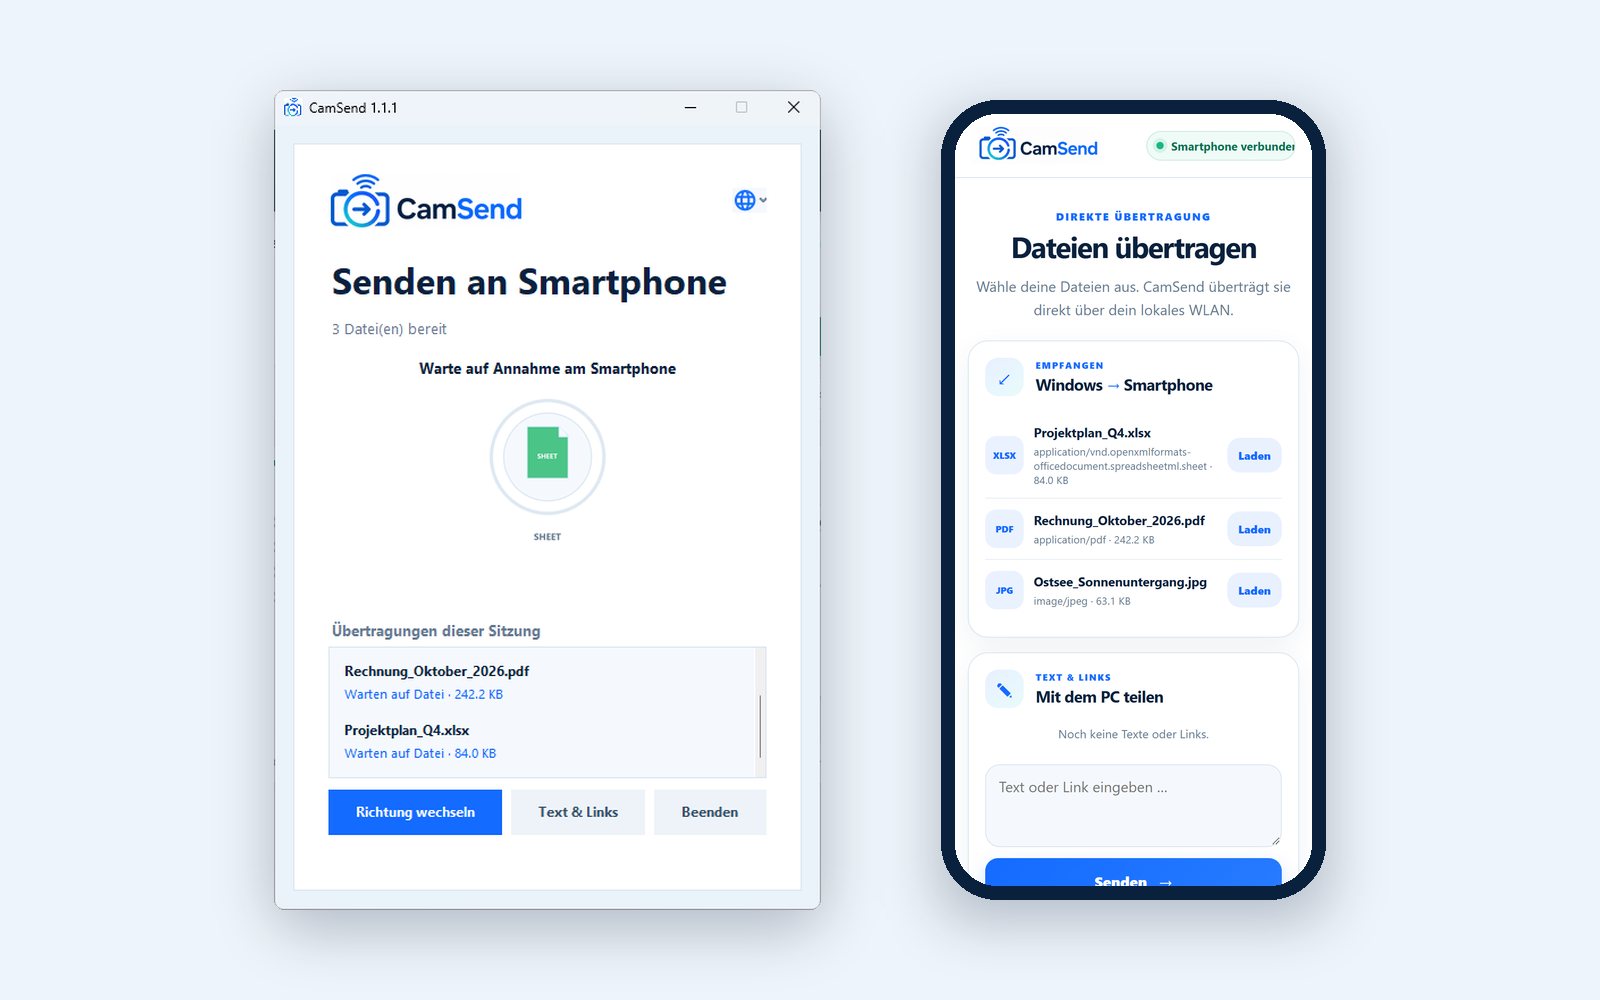 CamSend 1.1.1
CamSend
Senden an Smartphone
3 Datei(en) bereit
Warte auf Annahme am Smartphone
SHEET
SHEET
Übertragungen dieser Sitzung
Rechnung_Oktober_2026.pdf
Warten auf Datei · 242.2 KB
Projektplan_Q4.xlsx
Warten auf Datei · 84.0 KB
Richtung wechseln
Text & Links
Beenden
CamSend
Smartphone verbunden
DIREKTE ÜBERTRAGUNG
Dateien übertragen
Wähle deine Dateien aus. CamSend überträgt sie
direkt über dein lokales WLAN.
EMPFANGEN
Windows → Smartphone
XLSX
Projektplan_Q4.xlsx
application/vnd.openxmlformats-
officedocument.spreadsheetml.sheet ·
84.0 KB
Laden
PDF
Rechnung_Oktober_2026.pdf
application/pdf · 242.2 KB
Laden
JPG
Ostsee_Sonnenuntergang.jpg
image/jpeg · 63.1 KB
Laden
TEXT & LINKS
Mit dem PC teilen
Noch keine Texte oder Links.
Text oder Link eingeben ...
Senden →